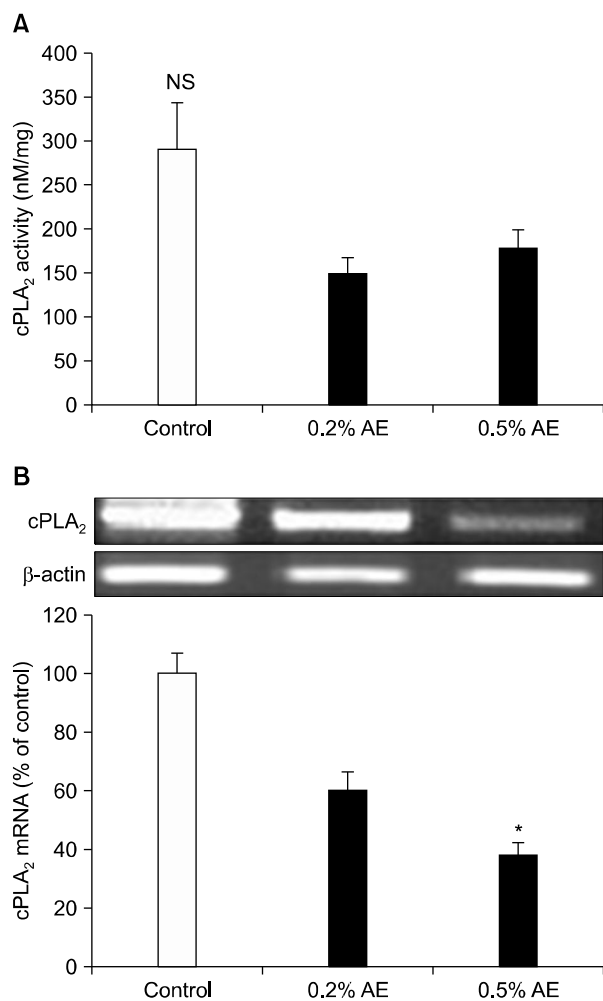 A
cPLA₂ activity (nM/mg)
400
350
300
250
200
150
100
50
0
NS
Control 0.2% AE 0.5% AE
B
cPLA₂
β-actin
cPLA₂ mRNA (% of control)
120
100
80
60
40
20
0
*
Control 0.2% AE 0.5% AE